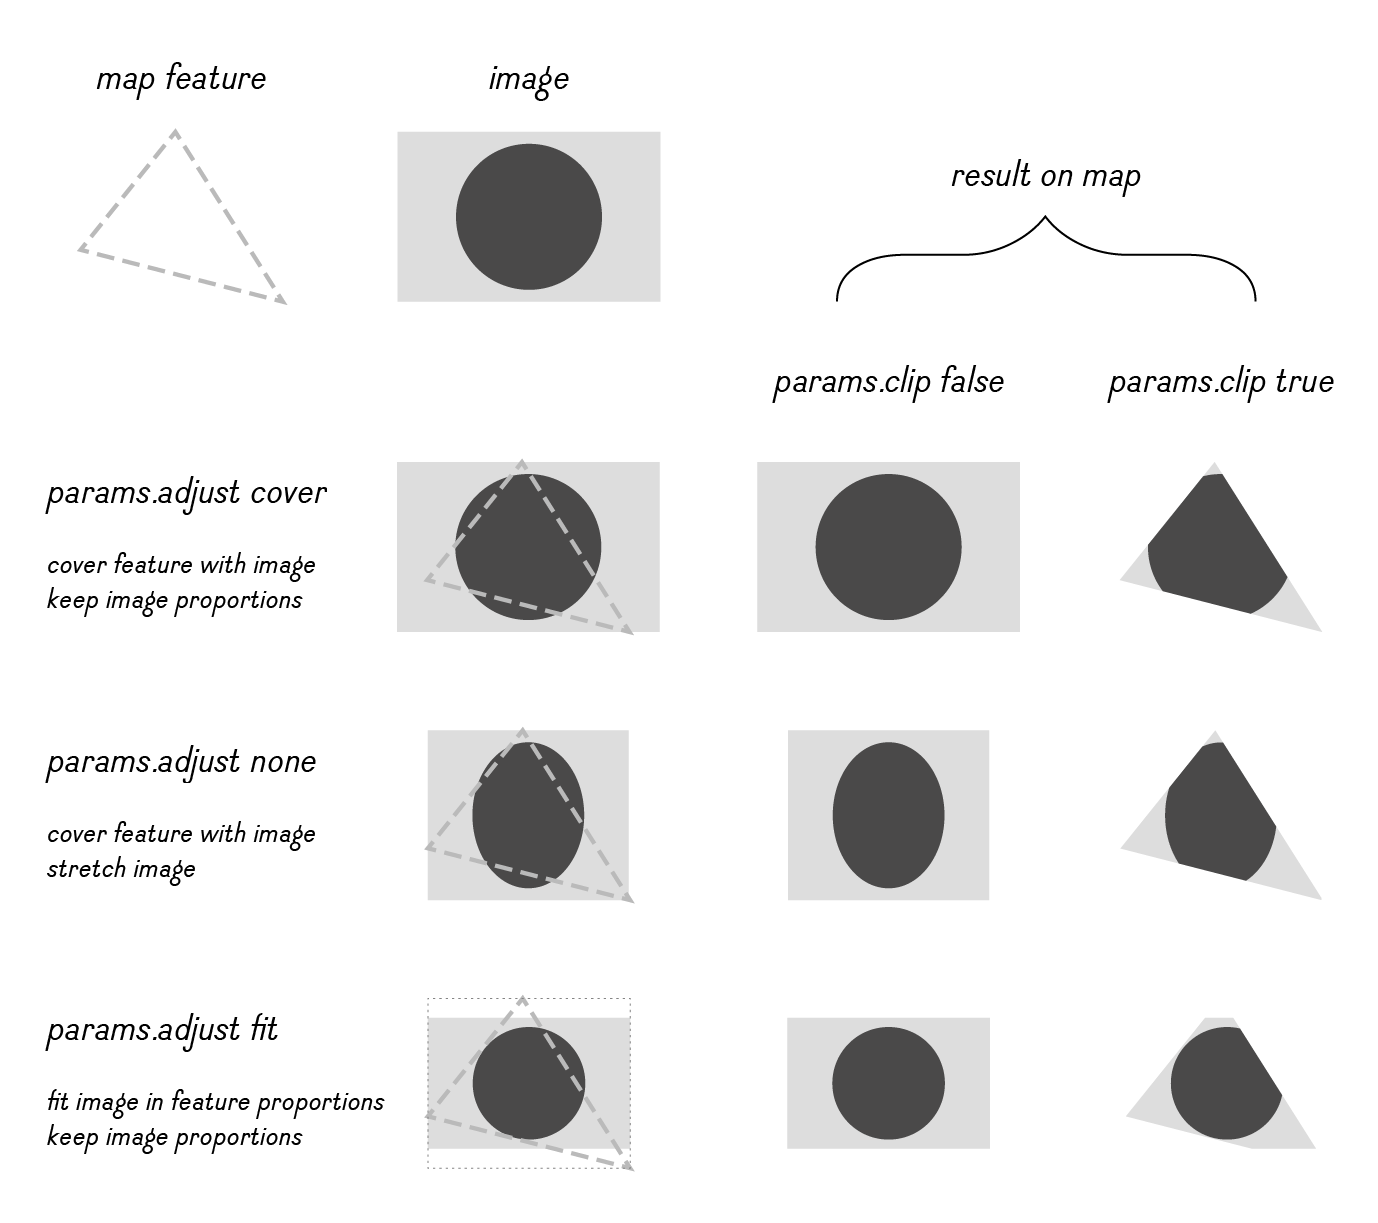 map feature
image
result on map
params.clip false
params.clip true
params.adjust cover
cover feature with image
keep image proportions
params.adjust none
cover feature with image
stretch image
params.adjust fit
fit image in feature proportions
keep image proportions